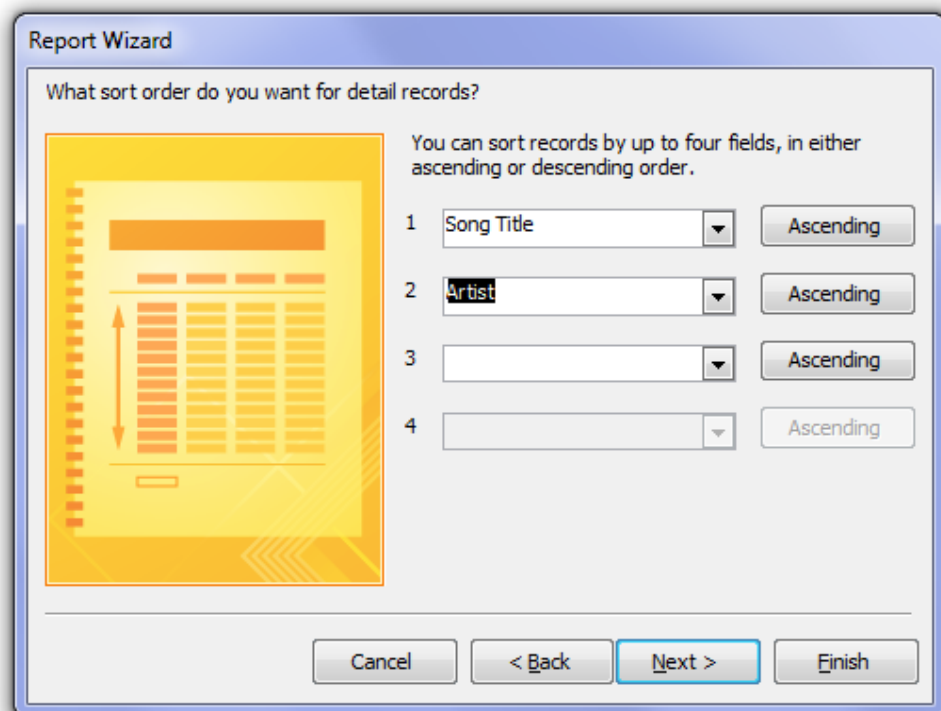 Report Wizard
What sort order do you want for detail records?
You can sort records by up to four fields, in either
ascending or descending order.
1 Song Title Ascending
2 Artist Ascending
3 Ascending
4 Ascending
Cancel < Back Next > Finish